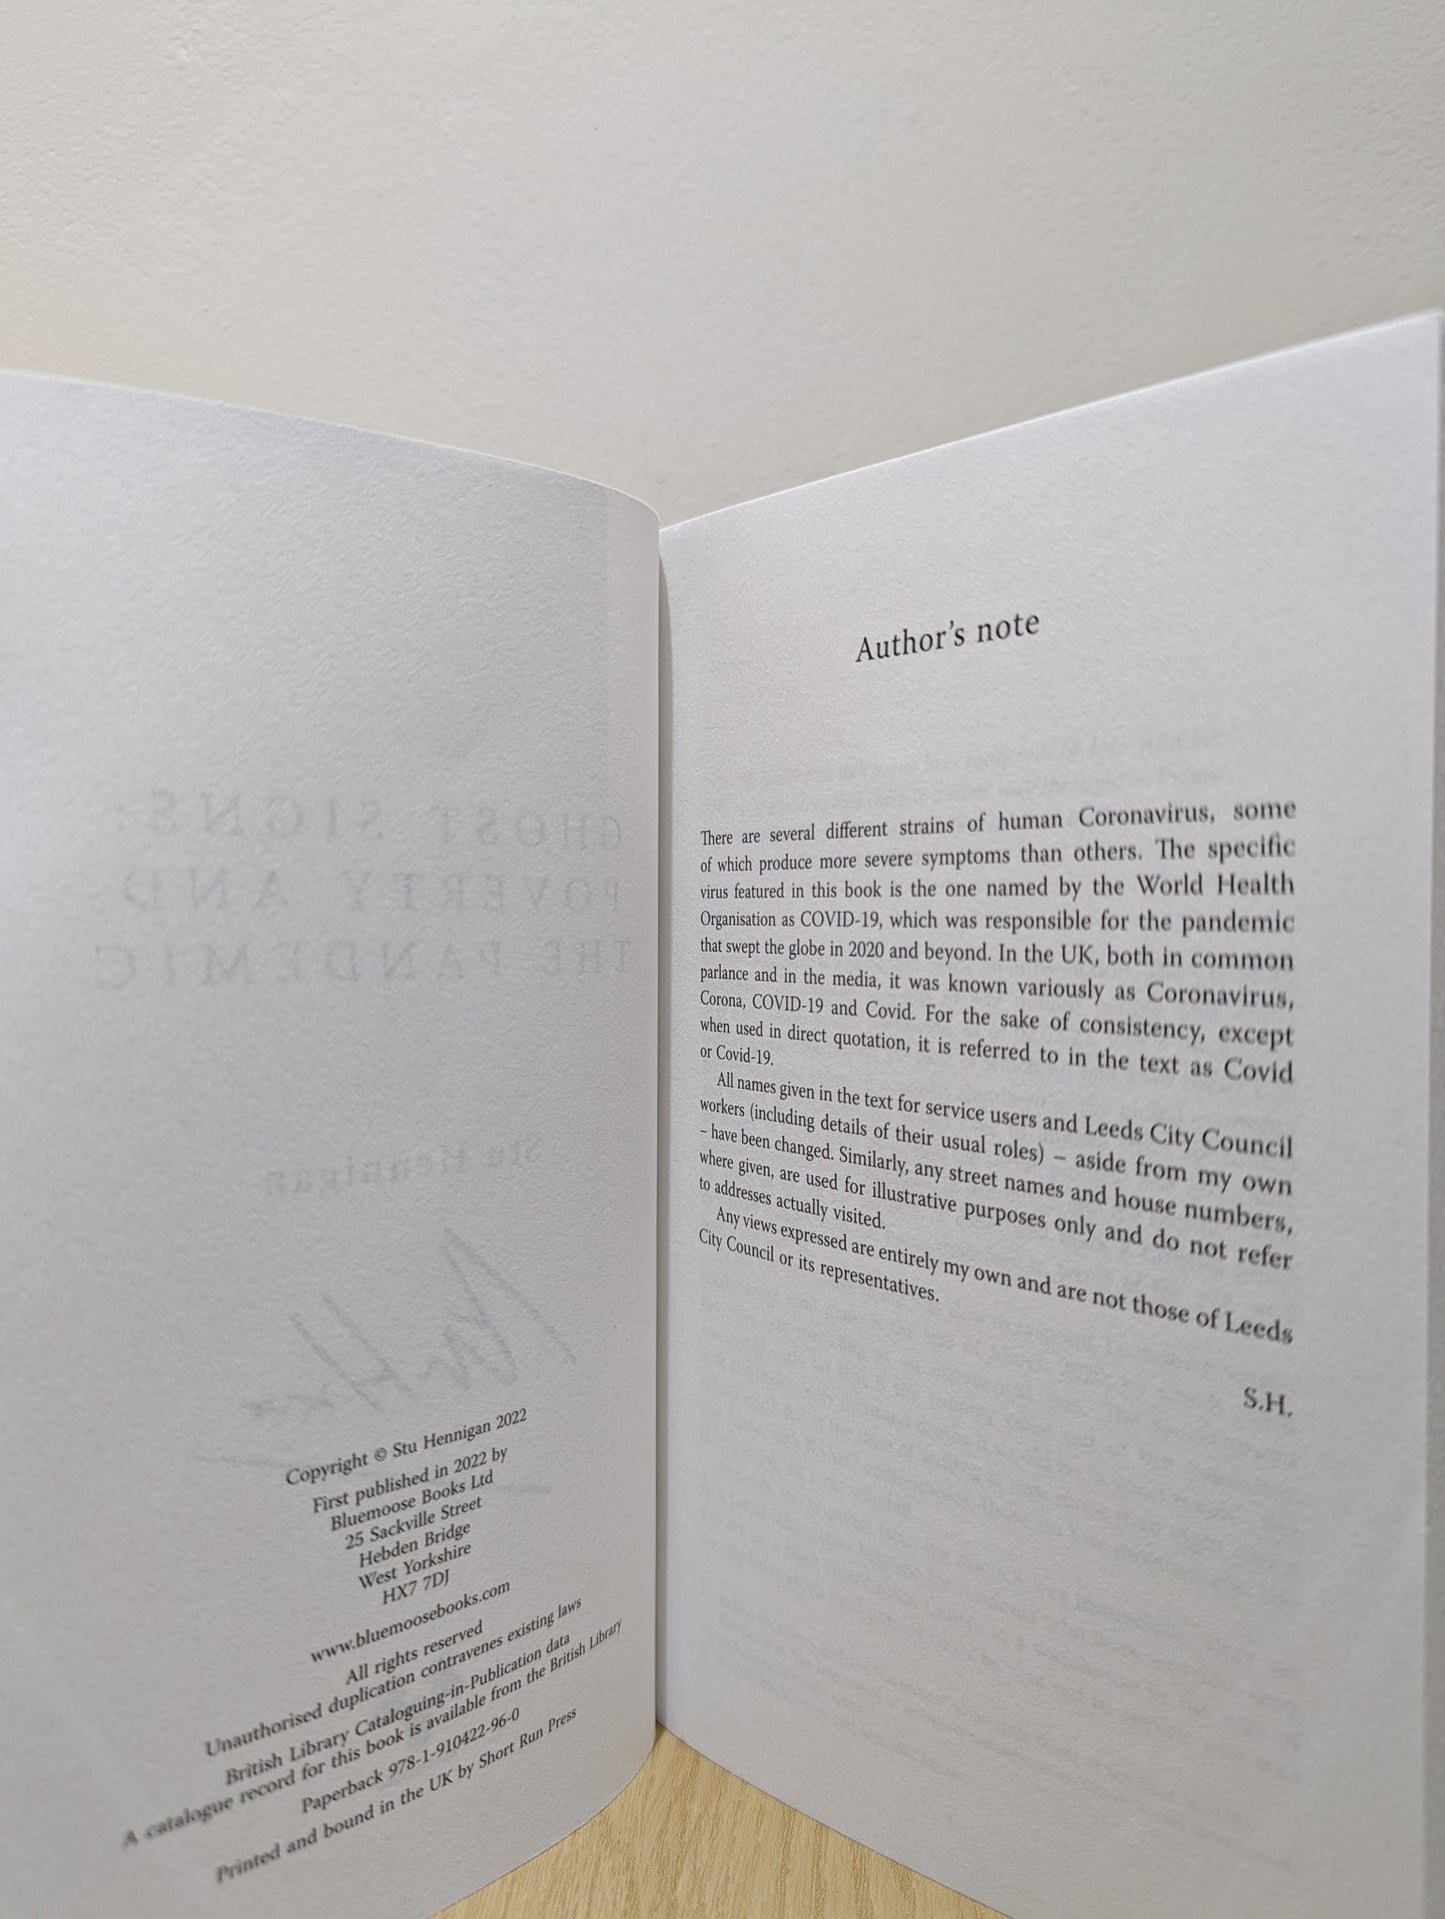 Copyright © Stu Hennigan 2022
First published in 2022 by
Bluemoose Books Ltd
25 Sackville Street
Hebden Bridge
West Yorkshire
HX7 7DJ
www.bluemoosebooks.com
All rights reserved
Unauthorised duplication contravenes existing laws
British Library Cataloguing-in-Publication data
A catalogue record for this book is available from the British Library
Paperback 978-1-910422-96-0
Printed and bound in the UK by Short Run Press
Author's note
There are several different strains of human Coronavirus, some
of which produce more severe symptoms than others. The specific
virus featured in this book is the one named by the World Health
Organisation as COVID-19, which was responsible for the pandemic
that swept the globe in 2020 and beyond. In the UK, both in common
parlance and in the media, it was known variously as Coronavirus,
Corona, COVID-19 and Covid. For the sake of consistency, except
when used in direct quotation, it is referred to in the text as Covid
or Covid-19.
All names given in the text for service users and Leeds City Council
workers (including details of their usual roles) – aside from my own
– have been changed. Similarly, any street names and house numbers,
where given, are used for illustrative purposes only and do not refer
to addresses actually visited.
Any views expressed are entirely my own and are not those of Leeds
City Council or its representatives.
S.H.
GHOST SIGNS:
POVERTY AND
THE PANDEMIC